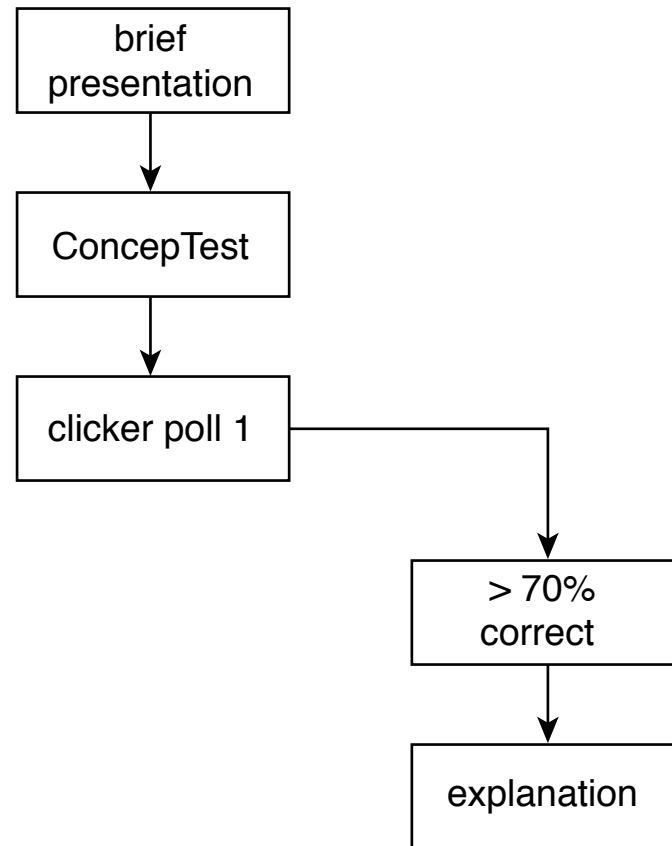 brief
presentation
ConcepTest
clicker poll 1
> 70%
correct
explanation